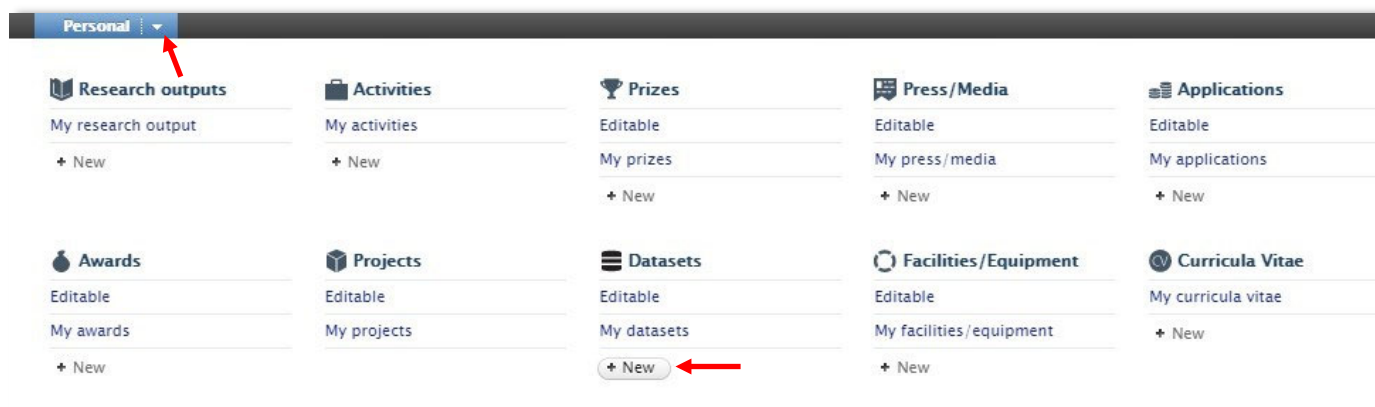 Personal
Research outputs
My research output
+ New
Activities
My activities
+ New
Prizes
Editable
My prizes
+ New
Press/Media
Editable
My press/media
+ New
Applications
Editable
My applications
+ New
Awards
Editable
My awards
+ New
Projects
Editable
My projects
Datasets
Editable
My datasets
+ New
Facilities/Equipment
Editable
My facilities/equipment
+ New
CV Curricula Vitae
My curricula vitae
+ New